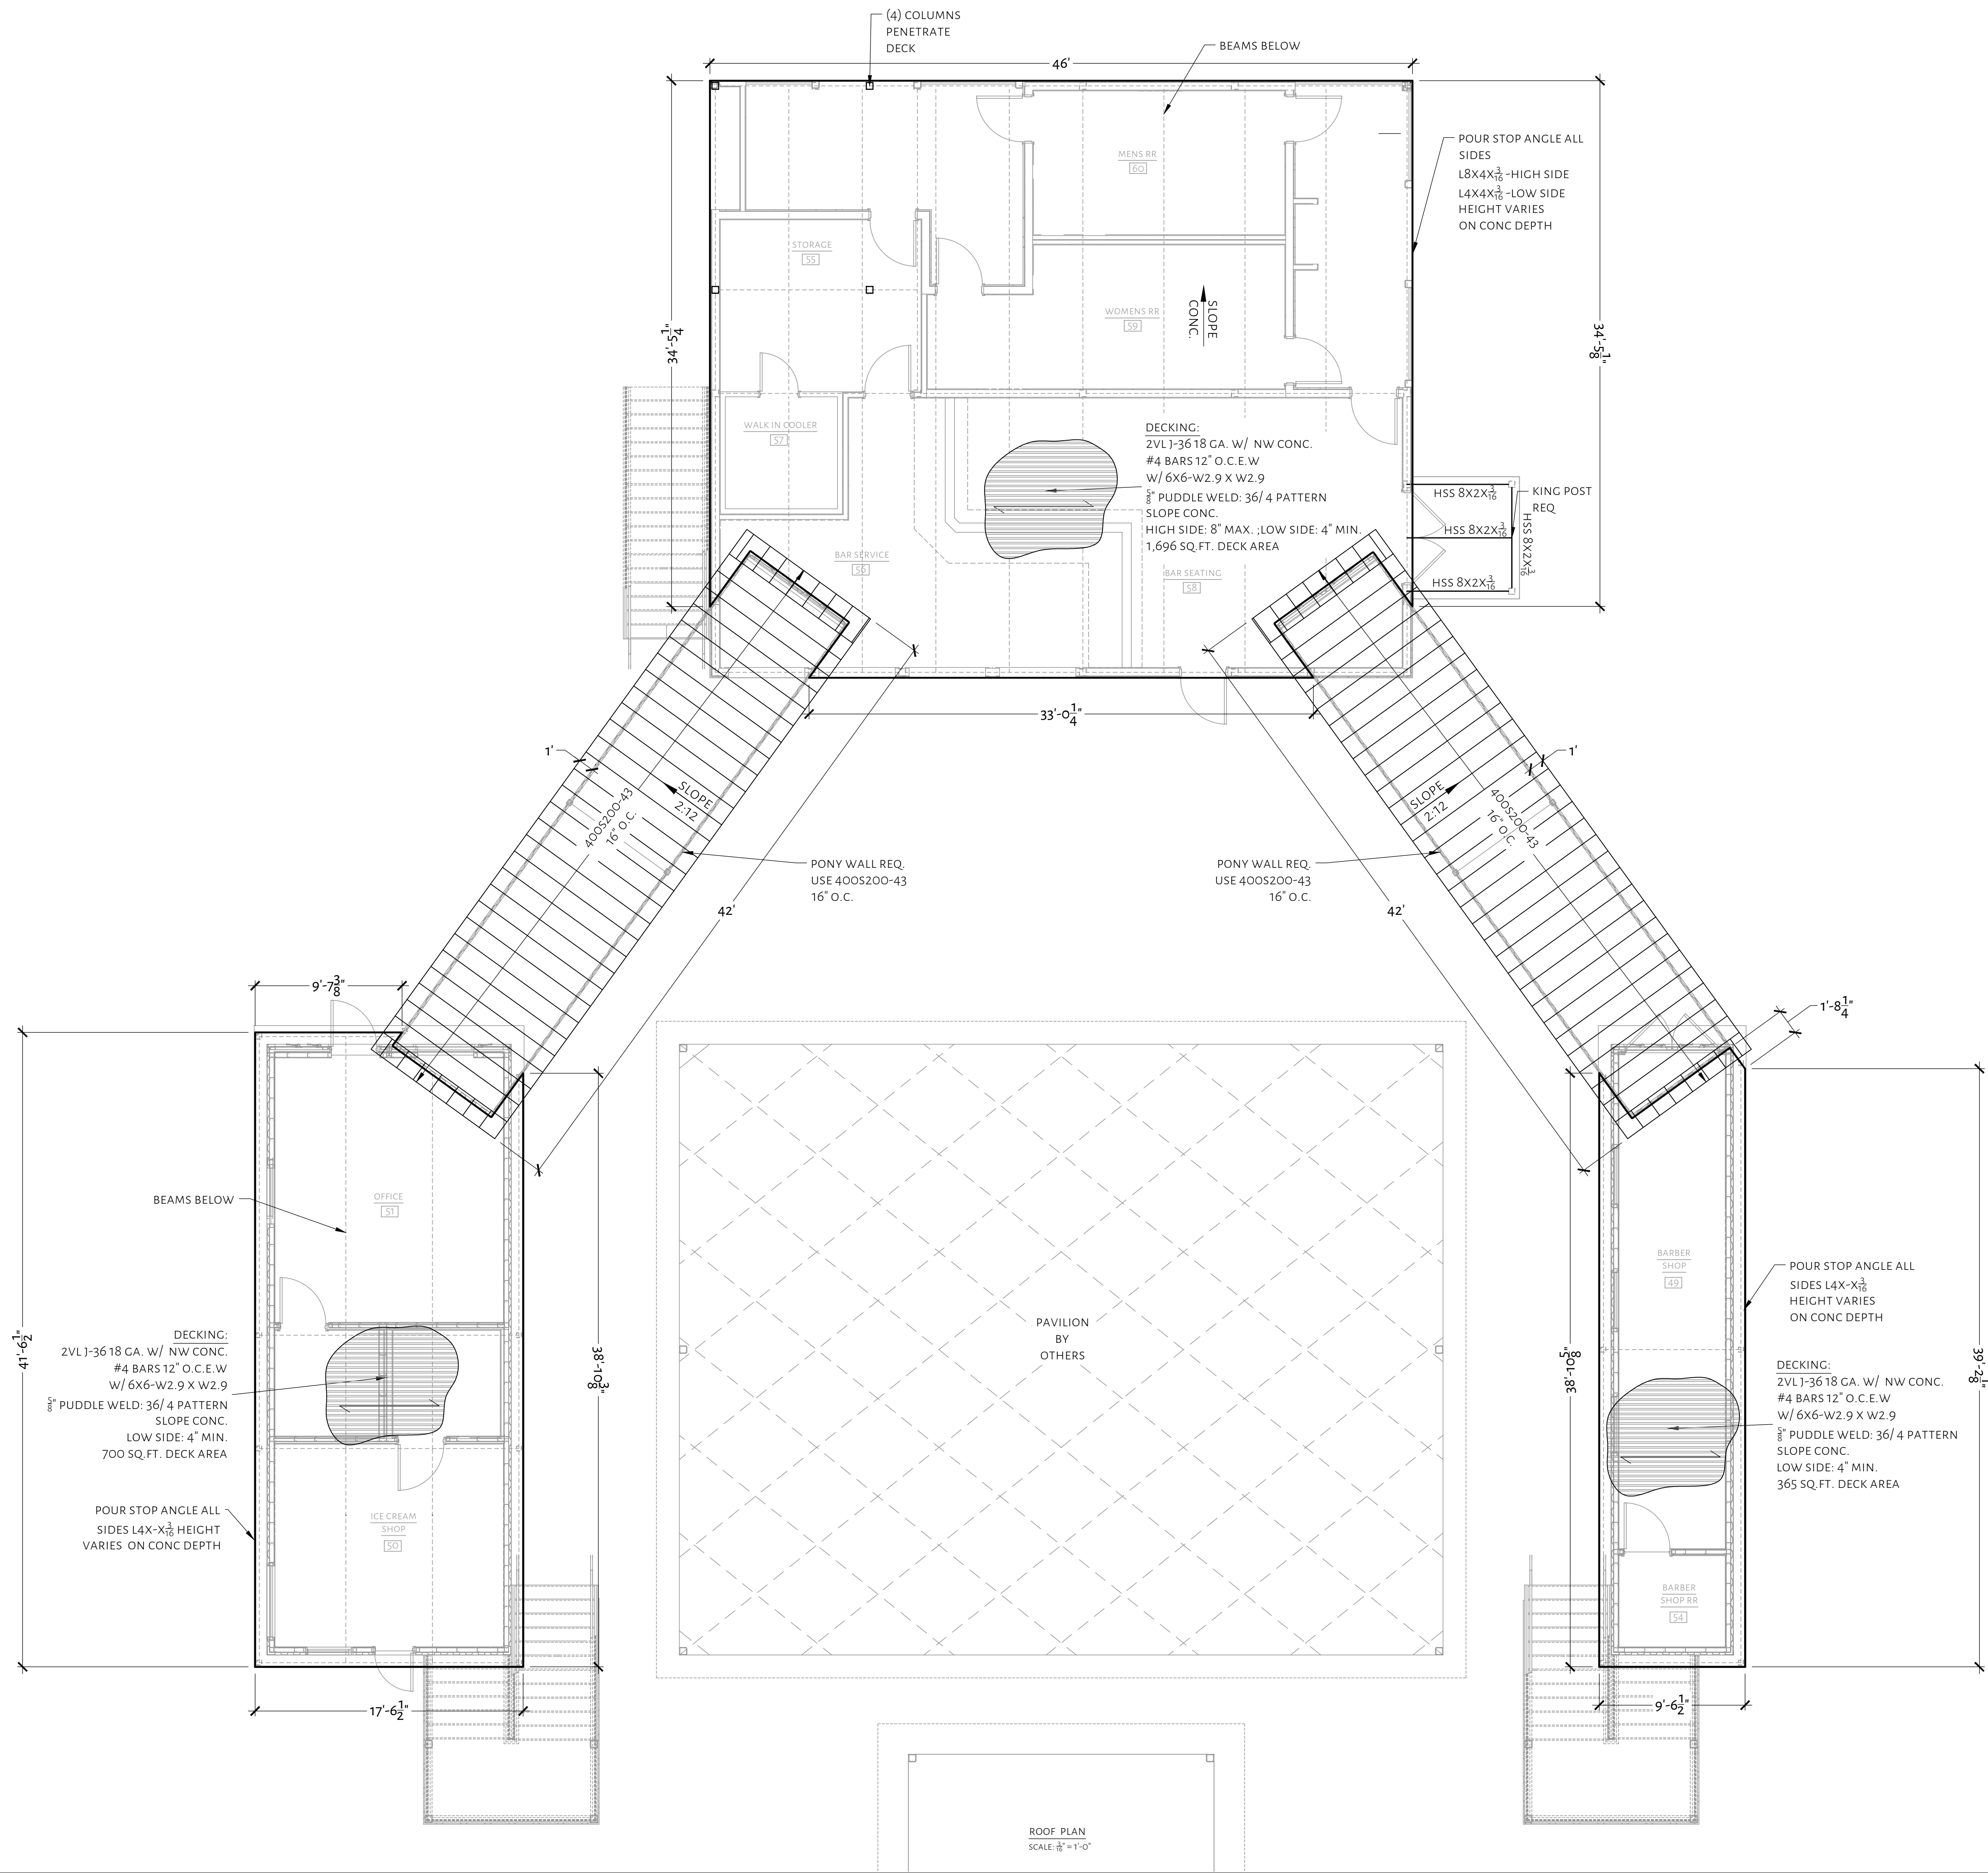 (4) COLUMNS
PENETRATE
DECK
BEAMS BELOW
46'
POUR STOP ANGLE ALL
SIDES
L8X4X3/16 -HIGH SIDE
L4X4X3/16 -LOW SIDE
HEIGHT VARIES
ON CONC DEPTH
MENS RR
60
STORAGE
55
WOMENS RR
59
SLOPE
CONC.
34'-5 1/4"
34'-5 1/8"
WALK IN COOLER
57
DECKING:
2VL J-36 18 GA. W/ NW CONC.
#4 BARS 12" O.C.E.W
W/ 6X6-W2.9 X W2.9
5/8" PUDDLE WELD: 36/ 4 PATTERN
SLOPE CONC.
HIGH SIDE: 8" MAX. ;LOW SIDE: 4" MIN.
1,696 SQ.FT. DECK AREA
HSS 8X2X3/16
HSS 8X2X3/16
HSS 8X2X3/16
HSS 8X2X3/16
KING POST
REQ
BAR SERVICE
56
BAR SEATING
58
33'-0 1/4"
1'
1'
SLOPE
2:12
400S200-43
16" O.C.
SLOPE
2:12
400S200-43
16" O.C.
PONY WALL REQ.
USE 400S200-43
16" O.C.
PONY WALL REQ.
USE 400S200-43
16" O.C.
42'
42'
9'-7 3/8"
1'-8 1/4"
BEAMS BELOW
OFFICE
51
BARBER
SHOP
49
POUR STOP ANGLE ALL
SIDES L4X-X3/16
HEIGHT VARIES
ON CONC DEPTH
PAVILION
BY
OTHERS
41'-6 1/2"
38'-10 3/8"
38'-10 5/8"
39'-2 1/8"
DECKING:
2VL J-36 18 GA. W/ NW CONC.
#4 BARS 12" O.C.E.W
W/ 6X6-W2.9 X W2.9
5/8" PUDDLE WELD: 36/ 4 PATTERN
SLOPE CONC.
LOW SIDE: 4" MIN.
700 SQ.FT. DECK AREA
DECKING:
2VL J-36 18 GA. W/ NW CONC.
#4 BARS 12" O.C.E.W
W/ 6X6-W2.9 X W2.9
5/8" PUDDLE WELD: 36/ 4 PATTERN
SLOPE CONC.
LOW SIDE: 4" MIN.
365 SQ.FT. DECK AREA
POUR STOP ANGLE ALL
SIDES L4X-X3/16 HEIGHT
VARIES ON CONC DEPTH
ICE CREAM
SHOP
50
BARBER
SHOP RR
54
17'-6 1/2"
9'-6 1/2"
ROOF PLAN
SCALE: 3/16" = 1'-0"